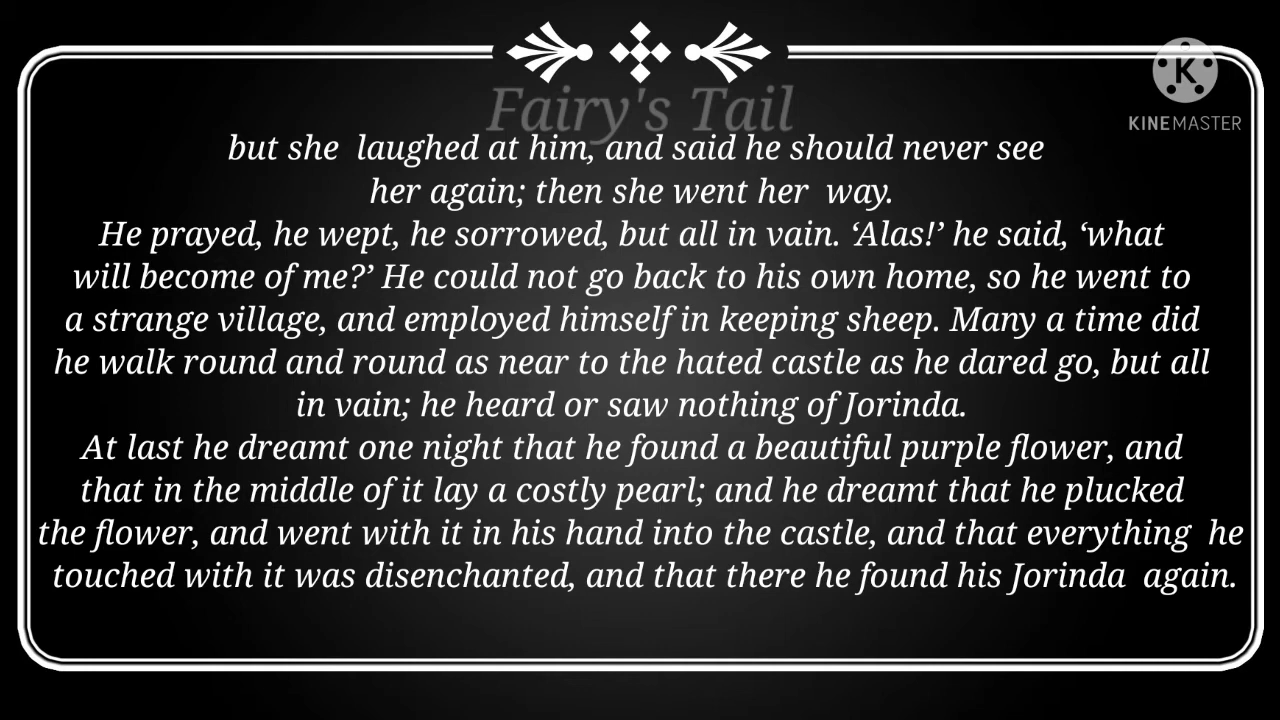 Fairy's Tail
K
KINEMASTER
but she laughed at him, and said he should never see
her again; then she went her way.
He prayed, he wept, he sorrowed, but all in vain. ‘Alas!’ he said, ‘what
will become of me?’ He could not go back to his own home, so he went to
a strange village, and employed himself in keeping sheep. Many a time did
he walk round and round as near to the hated castle as he dared go, but all
in vain; he heard or saw nothing of Jorinda.
At last he dreamt one night that he found a beautiful purple flower, and
that in the middle of it lay a costly pearl; and he dreamt that he plucked
the flower, and went with it in his hand into the castle, and that everything he
touched with it was disenchanted, and that there he found his Jorinda again.